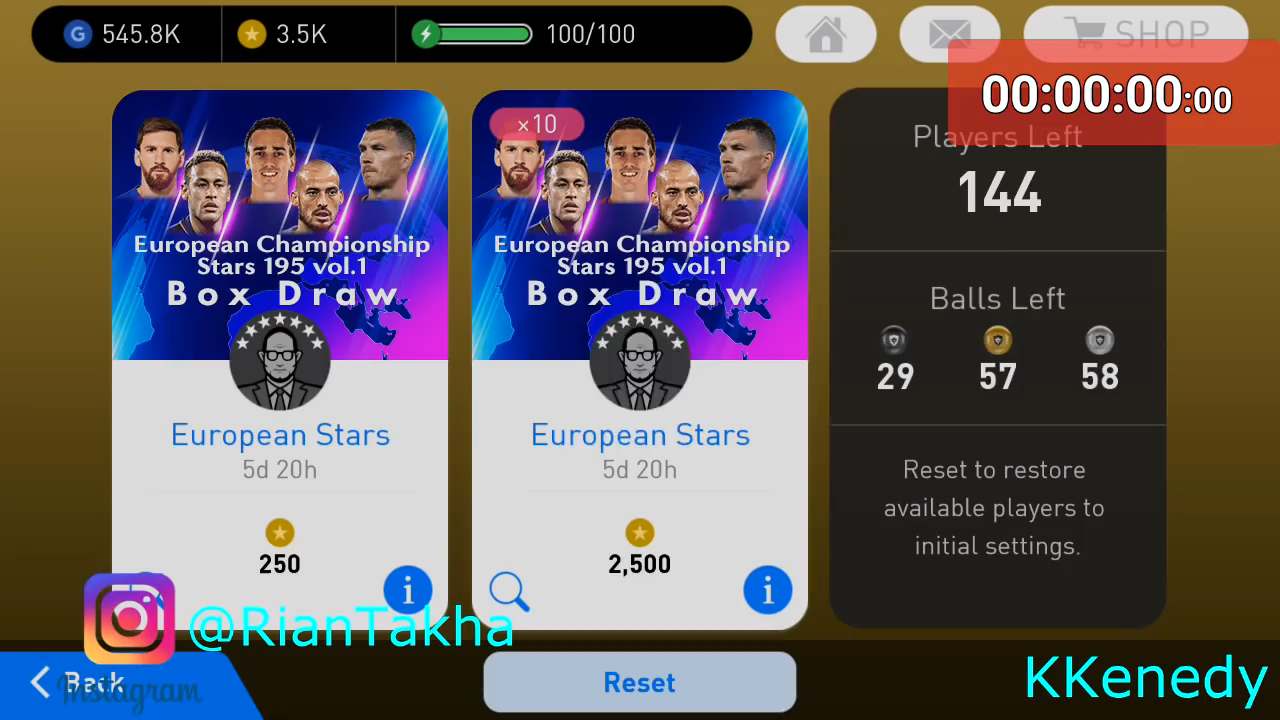 G 545.8K
3.5K
100/100
SHOP
00:00:00:00
European Championship
Stars 195 vol.1
Box Draw
European Stars
5d 20h
250
×10
European Championship
Stars 195 vol.1
Box Draw
European Stars
5d 20h
2,500
Players Left
144
Balls Left
29 57 58
Reset to restore
available players to
initial settings.
i
i
@RianTakha
Instagram
Back
Reset
KKenedy